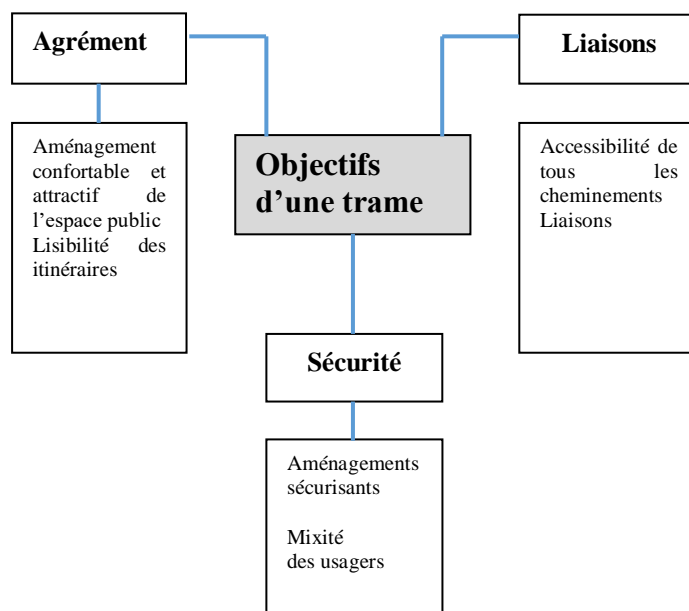 Agrément
Liaisons
Aménagement
confortable et
attractif de
l’espace public
Lisibilité des
itinéraires
Objectifs
d’une trame
Accessibilité de
tous les
cheminements
Liaisons
Sécurité
Aménagements
sécurisants
Mixité
des usagers